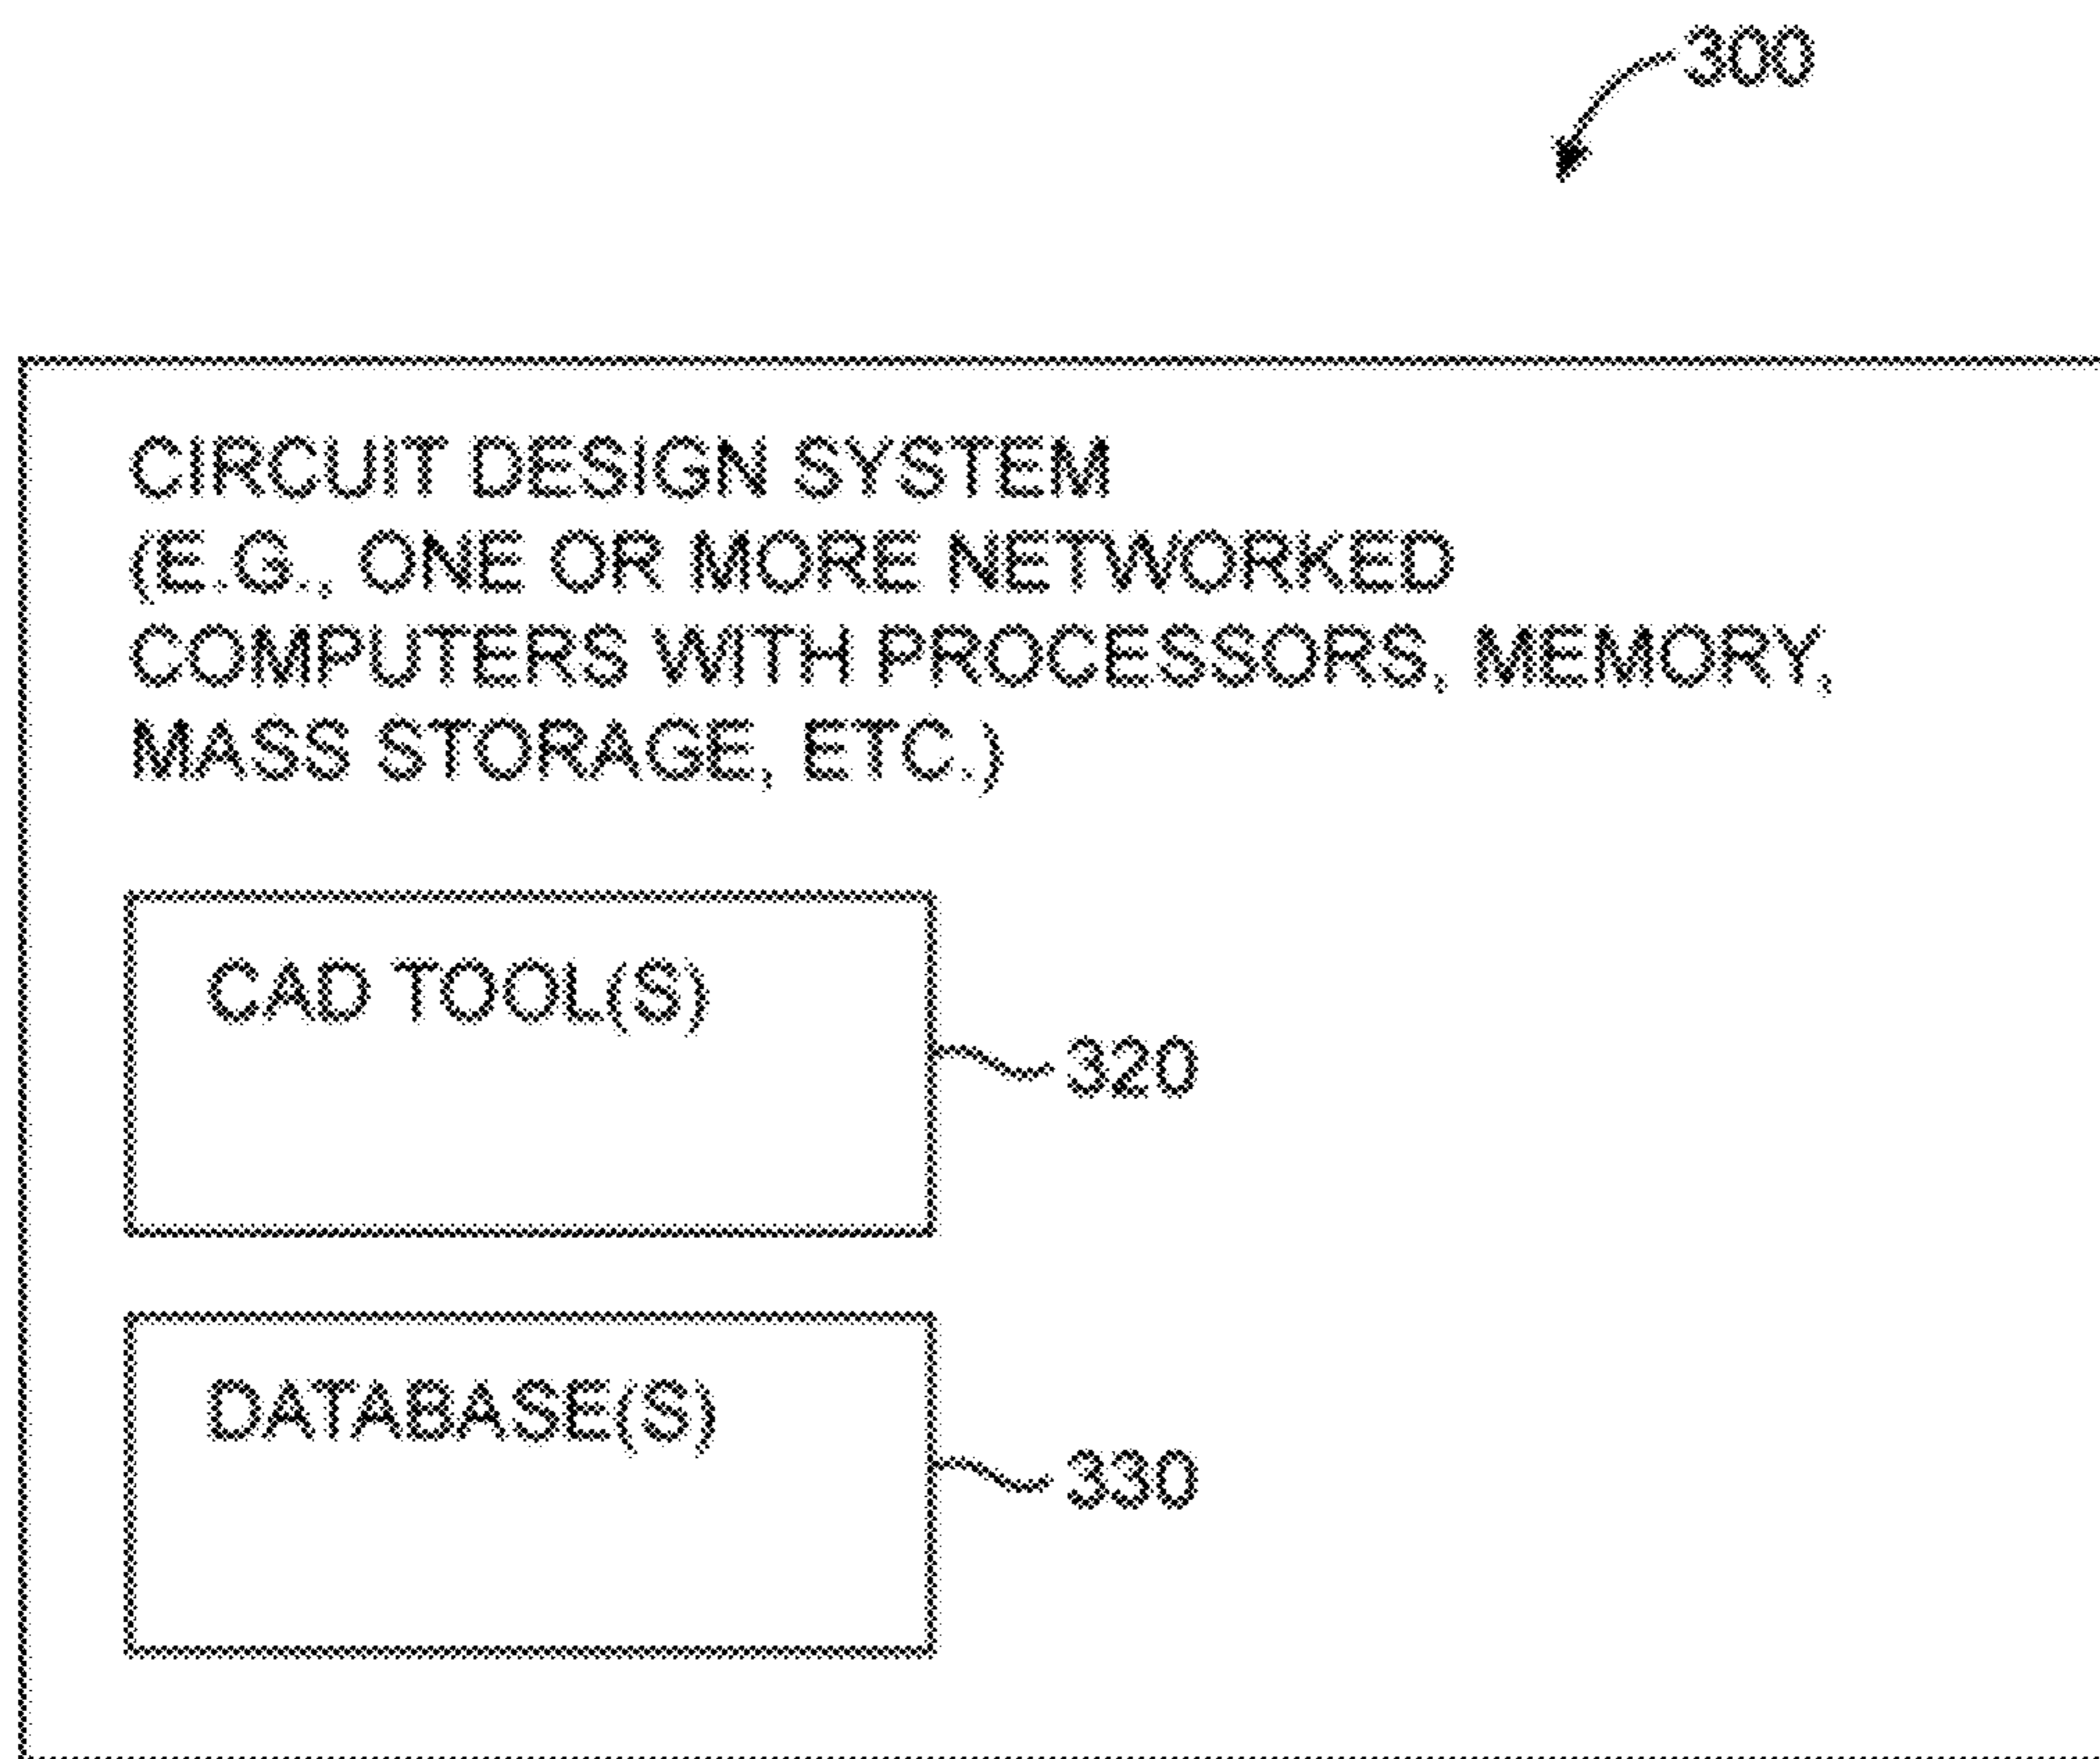 300
CIRCUIT DESIGN SYSTEM
(E.G., ONE OR MORE NETWORKED
COMPUTERS WITH PROCESSORS, MEMORY,
MASS STORAGE, ETC.)
CAD TOOL(S)
320
DATABASE(S)
330